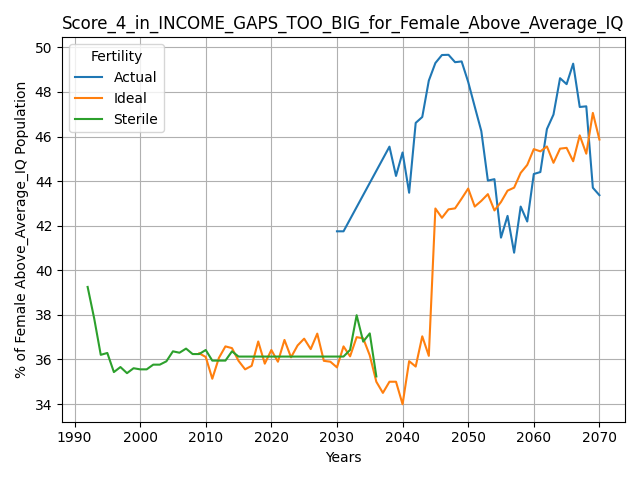 Score_4_in_INCOME_GAPS_TOO_BIG_for_Female_Above_Average_IQ
% of Female Above_Average_IQ Population
50
48
46
44
42
40
38
36
34
Fertility
Actual
Ideal
Sterile
1990 2000 2010 2020 2030 2040 2050 2060 2070
Years